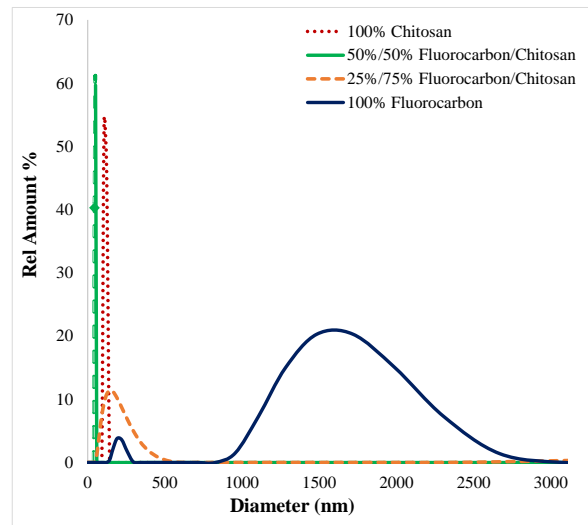 70
60
50
40
30
20
10
0
Rel Amount %
100% Chitosan
50%/50% Fluorocarbon/Chitosan
25%/75% Fluorocarbon/Chitosan
100% Fluorocarbon
0 500 1000 1500 2000 2500 3000
Diameter (nm)